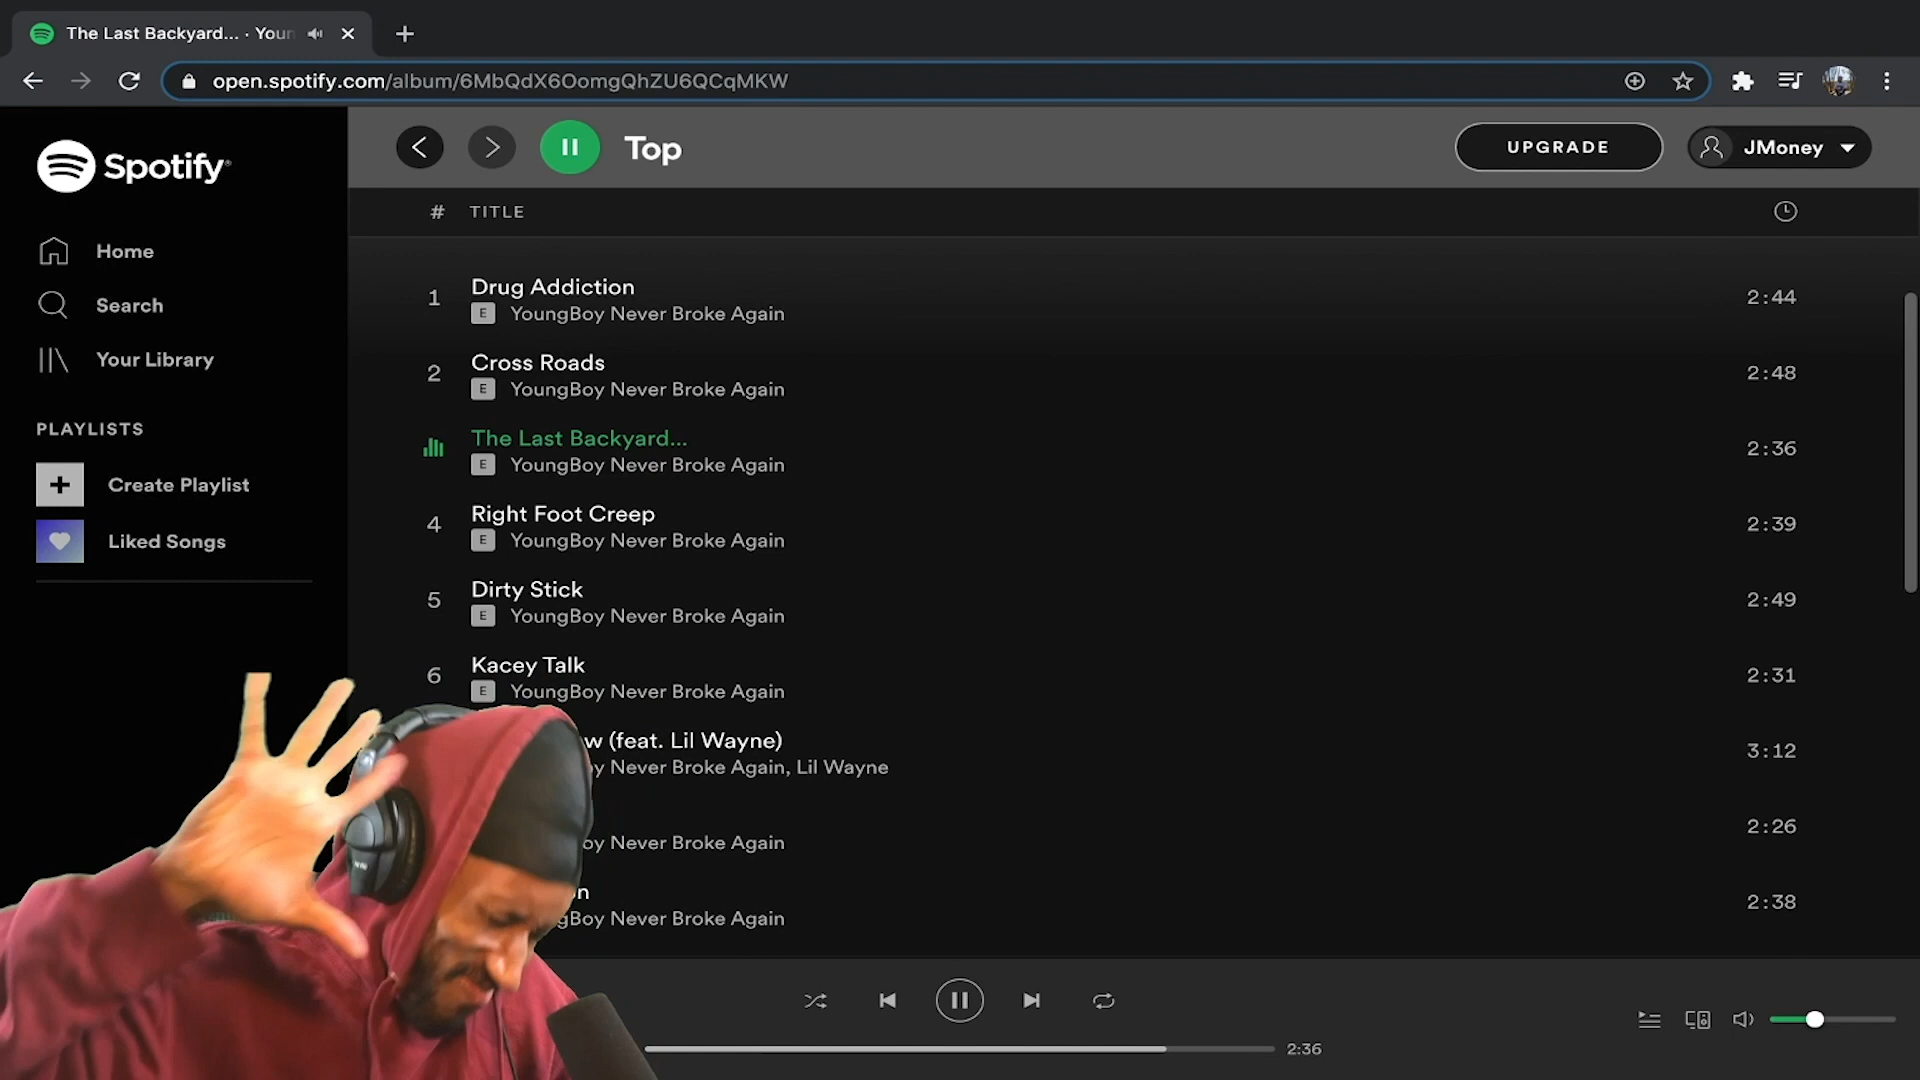 The Last Backyard... · Youn
open.spotify.com/album/6MbQdX6OomgQhZU6QCqMKW
Spotify
Top
UPGRADE
JMoney
# TITLE
Home
Search
Your Library
PLAYLISTS
Create Playlist
Liked Songs
1 Drug Addiction 2:44
E YoungBoy Never Broke Again
2 Cross Roads 2:48
E YoungBoy Never Broke Again
The Last Backyard... 2:36
E YoungBoy Never Broke Again
4 Right Foot Creep 2:39
E YoungBoy Never Broke Again
5 Dirty Stick 2:49
E YoungBoy Never Broke Again
6 Kacey Talk 2:31
E YoungBoy Never Broke Again
w (feat. Lil Wayne) 3:12
oy Never Broke Again, Lil Wayne
2:26
oy Never Broke Again
on 2:38
gBoy Never Broke Again
2:36